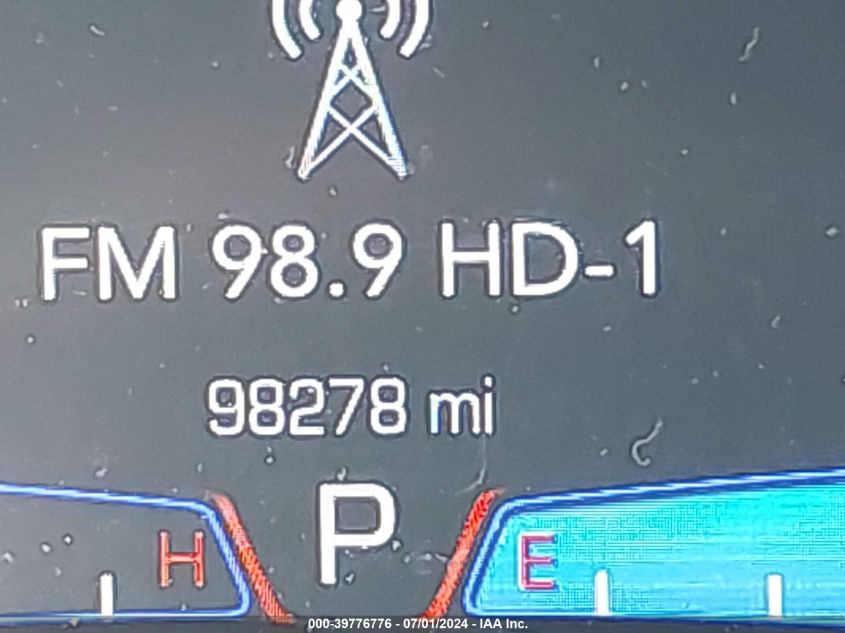 FM 98.9 HD-1
98278 mi
P
H E
000-39776776 - 07/01/2024 - IAA Inc.